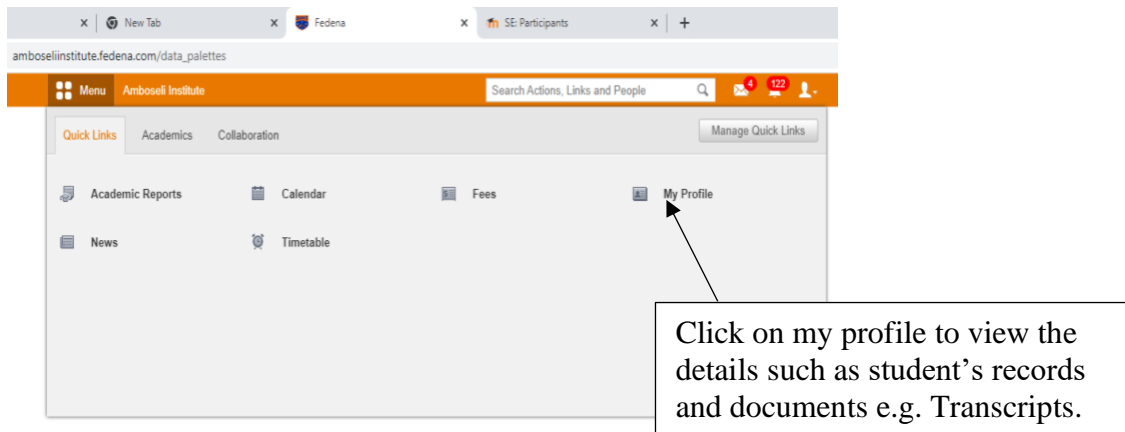 New Tab
Fedena
SE: Participants
amboseliinstitute.fedena.com/data_palettes
Menu Amboseli Institute Search Actions, Links and People 4 122
Quick Links Academics Collaboration Manage Quick Links
Academic Reports Calendar Fees My Profile
News Timetable
Click on my profile to view the
details such as student’s records
and documents e.g. Transcripts.